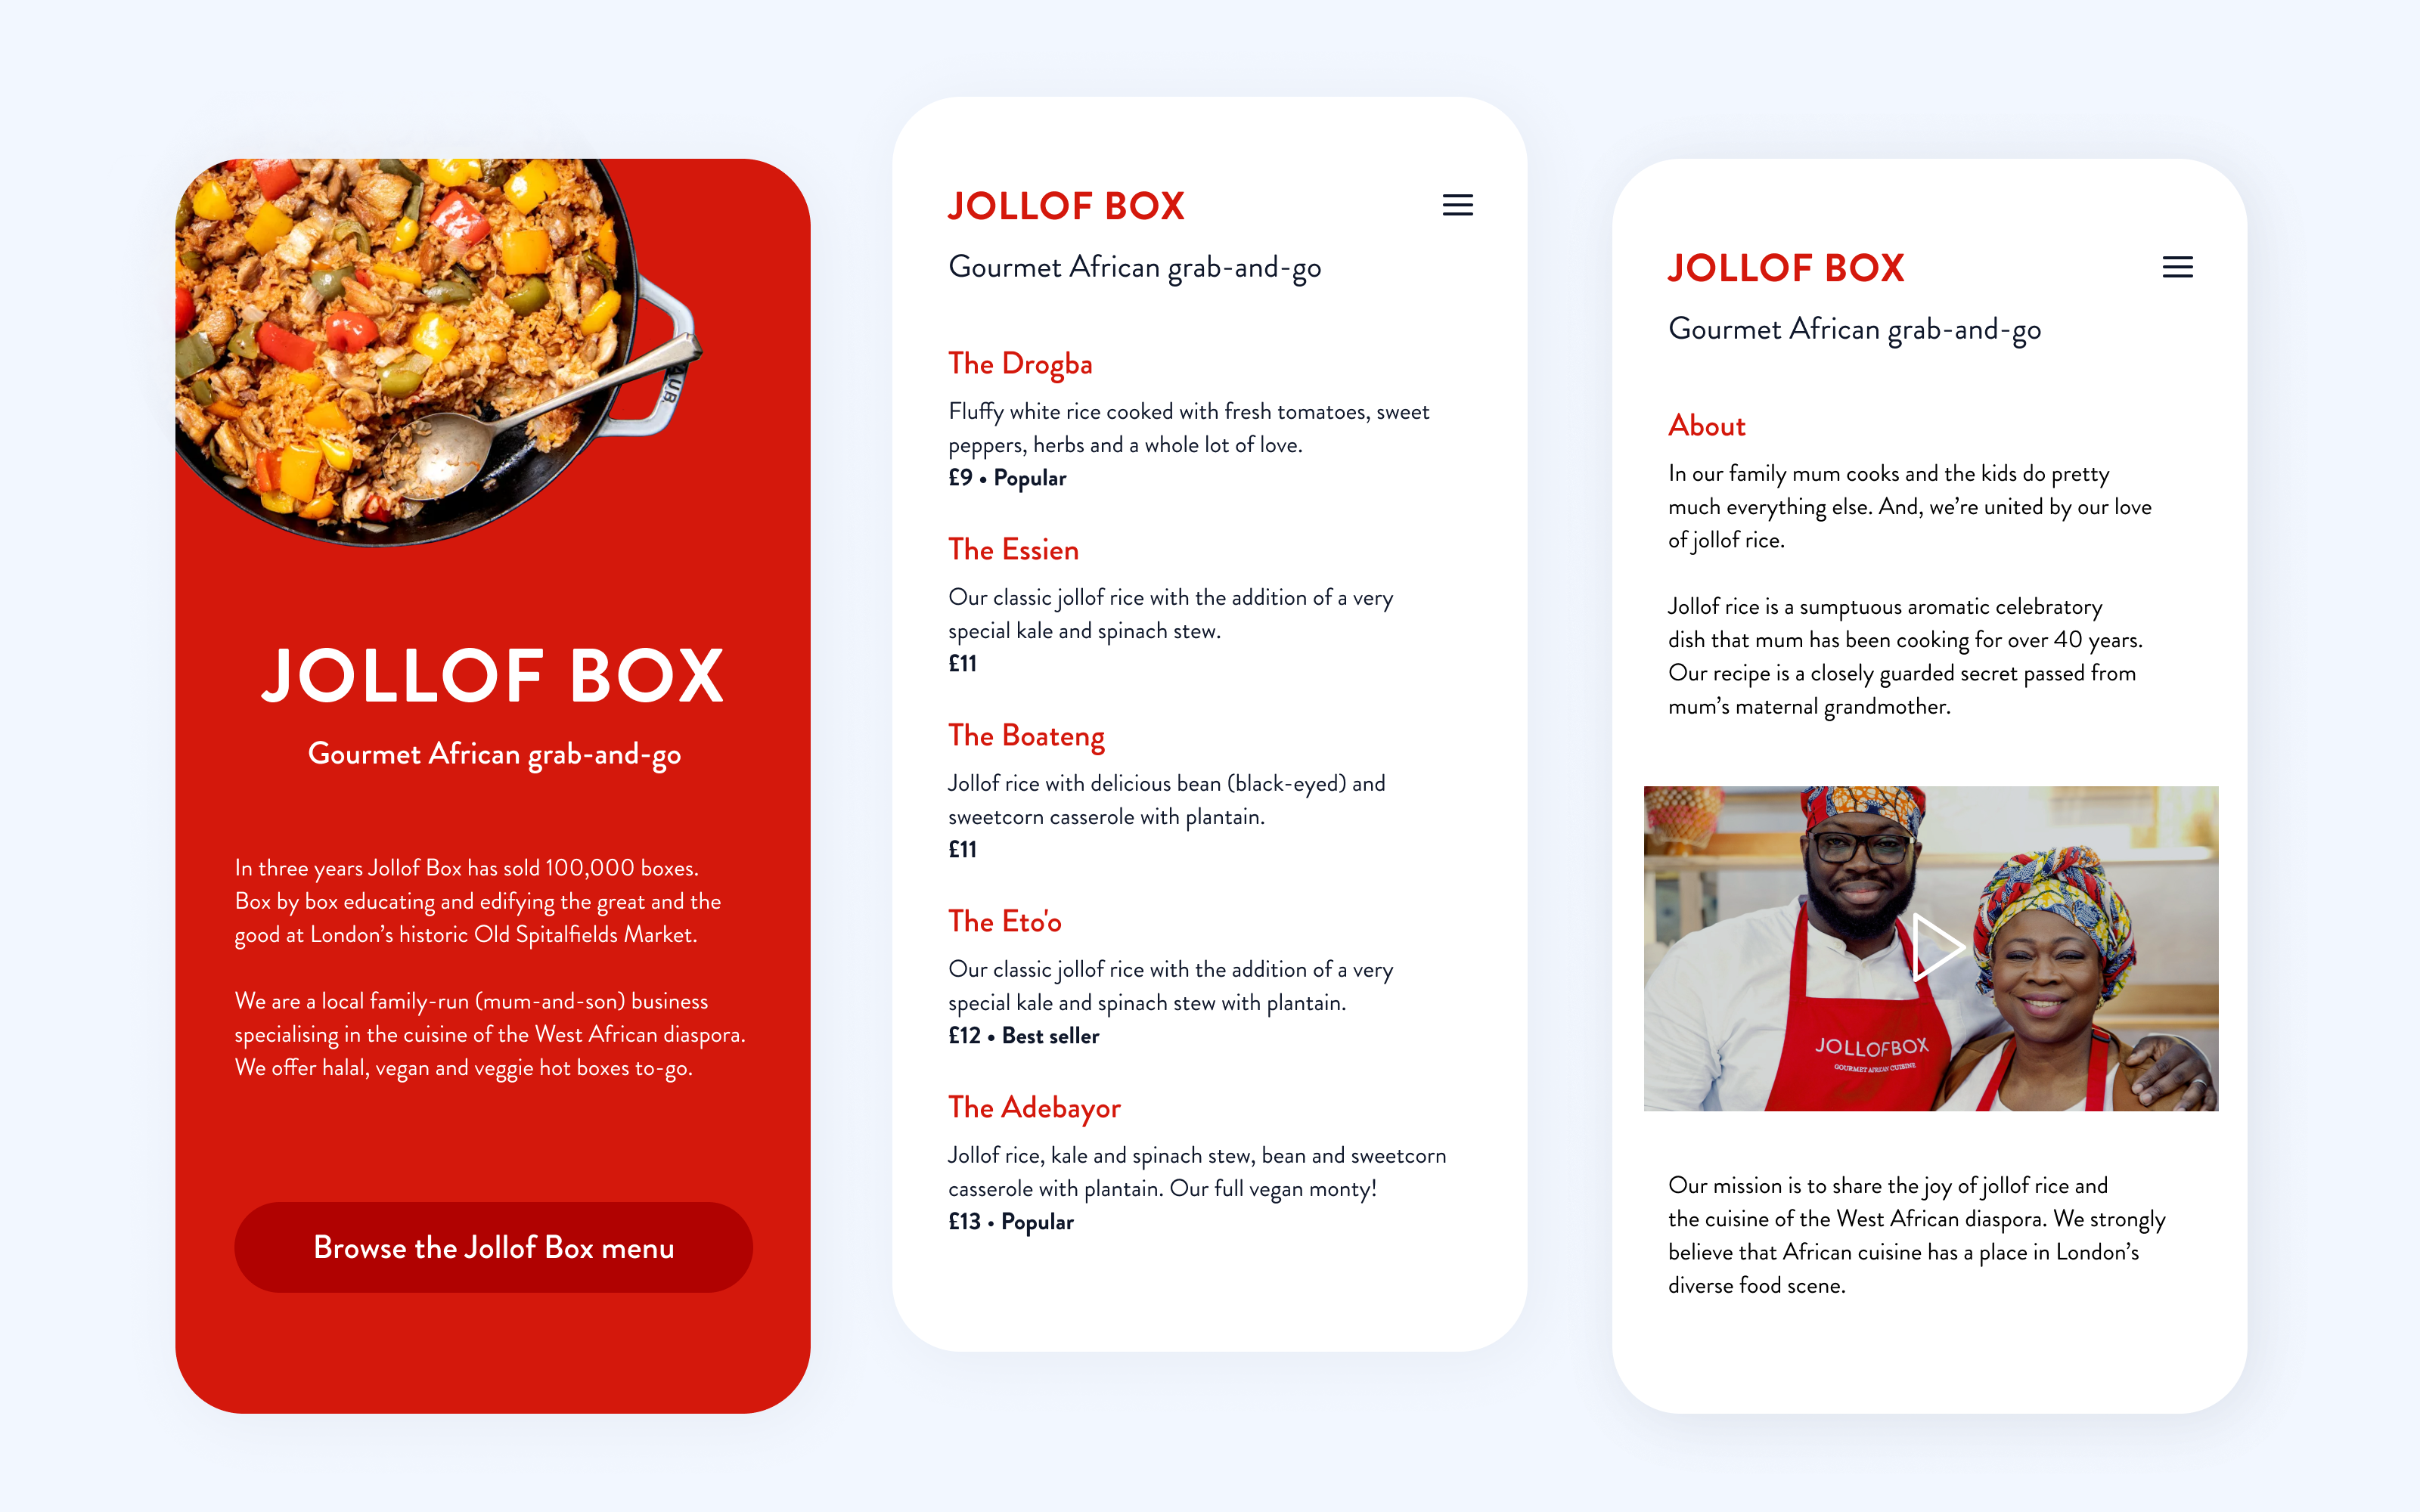 JOLLOF BOX
Gourmet African grab-and-go
In three years Jollof Box has sold 100,000 boxes.
Box by box educating and edifying the great and the
good at London’s historic Old Spitalfields Market.
We are a local family-run (mum-and-son) business
specialising in the cuisine of the West African diaspora.
We offer halal, vegan and veggie hot boxes to-go.
Browse the Jollof Box menu
JOLLOF BOX
Gourmet African grab-and-go
The Drogba
Fluffy white rice cooked with fresh tomatoes, sweet
peppers, herbs and a whole lot of love.
£9 • Popular
The Essien
Our classic jollof rice with the addition of a very
special kale and spinach stew.
£11
The Boateng
Jollof rice with delicious bean (black-eyed) and
sweetcorn casserole with plantain.
£11
The Eto'o
Our classic jollof rice with the addition of a very
special kale and spinach stew with plantain.
£12 • Best seller
The Adebayor
Jollof rice, kale and spinach stew, bean and sweetcorn
casserole with plantain. Our full vegan monty!
£13 • Popular
JOLLOF BOX
Gourmet African grab-and-go
About
In our family mum cooks and the kids do pretty
much everything else. And, we’re united by our love
of jollof rice.
Jollof rice is a sumptuous aromatic celebratory
dish that mum has been cooking for over 40 years.
Our recipe is a closely guarded secret passed from
mum’s maternal grandmother.
JOLLOFBOX
GOURMET AFRICAN CUISINE
Our mission is to share the joy of jollof rice and
the cuisine of the West African diaspora. We strongly
believe that African cuisine has a place in London’s
diverse food scene.